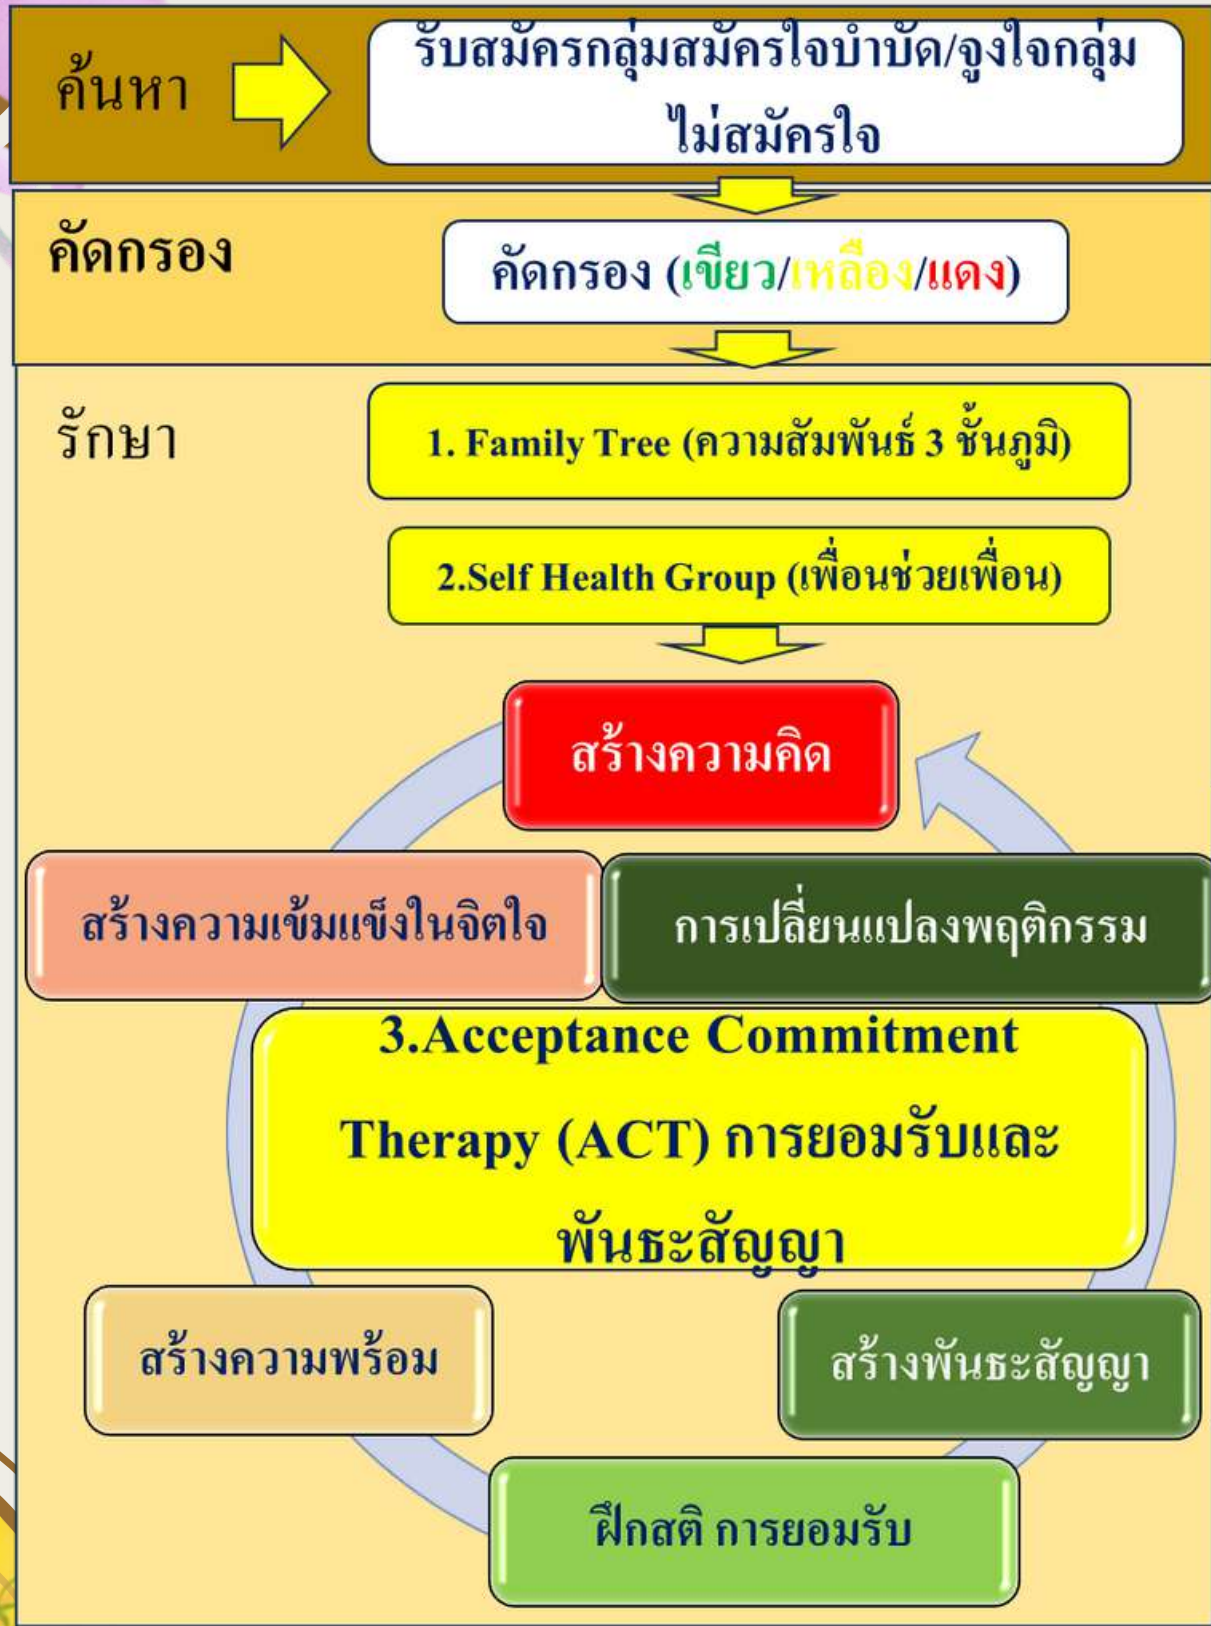 ค้นหา
รับสมัครกลุ่มสมัครใจบำบัด/จูงใจกลุ่ม
ไม่สมัครใจ
คัดกรอง
คัดกรอง (เขียว/เหลือง/แดง)
รักษา
1. Family Tree (ความสัมพันธ์ 3 ชั้นภูมิ)
2.Self Health Group (เพื่อนช่วยเพื่อน)
สร้างความคิด
สร้างความเข้มแข็งในจิตใจ
การเปลี่ยนแปลงพฤติกรรม
3.Acceptance Commitment
Therapy (ACT) การยอมรับและ
พันธะสัญญา
สร้างความพร้อม
สร้างพันธะสัญญา
ฝึกสติ การยอมรับ